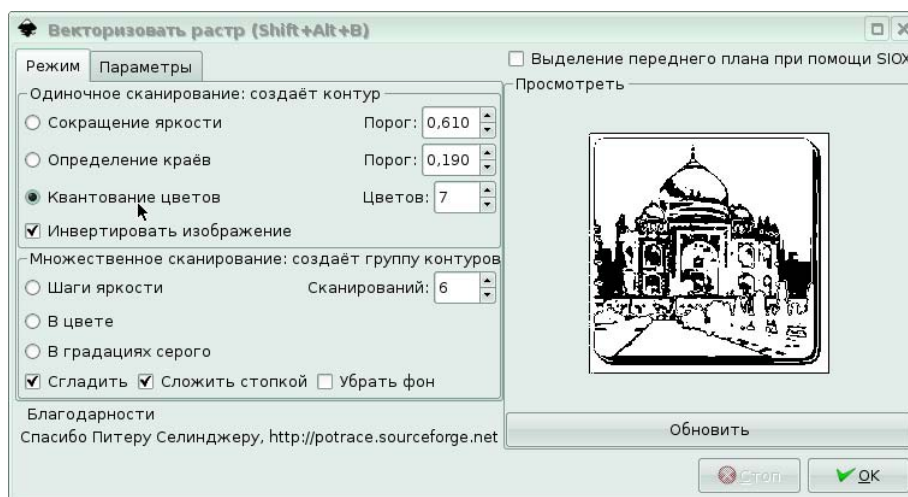 Векторизовать растр (Shift+Alt+B)
Режим Параметры
Выделение переднего плана при помощи SIOX
Одиночное сканирование: создаёт контур
Сокращение яркости Порог: 0,610
Определение краёв Порог: 0,190
Квантование цветов Цветов: 7
Инвертировать изображение
Множественное сканирование: создаёт группу контуров
Шаги яркости Сканирований: 6
В цвете
В градациях серого
Сгладить Сложить стопкой Убрать фон
Благодарности
Спасибо Питеру Селинджеру, http://potrace.sourceforge.net
Просмотреть
Обновить
Стоп OK